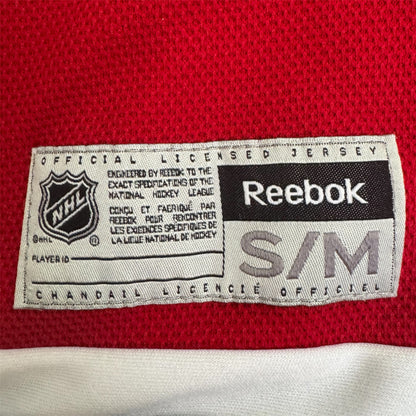 OFFICIAL LICENSED JERSEY
NHL
©NHL
®
ENGINEERED BY REEBOK TO THE
EXACT SPECIFICATIONS OF THE
NATIONAL HOCKEY LEAGUE
CONÇU ET FABRIQUÉ PAR
REEBOK POUR RENCONTRER
LES EXIGENCES SPÉCIFIQUES DE
LA LIGUE NATIONAL DE HOCKEY
PLAYER ID
Reebok
S/M
CHANDAIL LICENCIÉ OFFICIEL